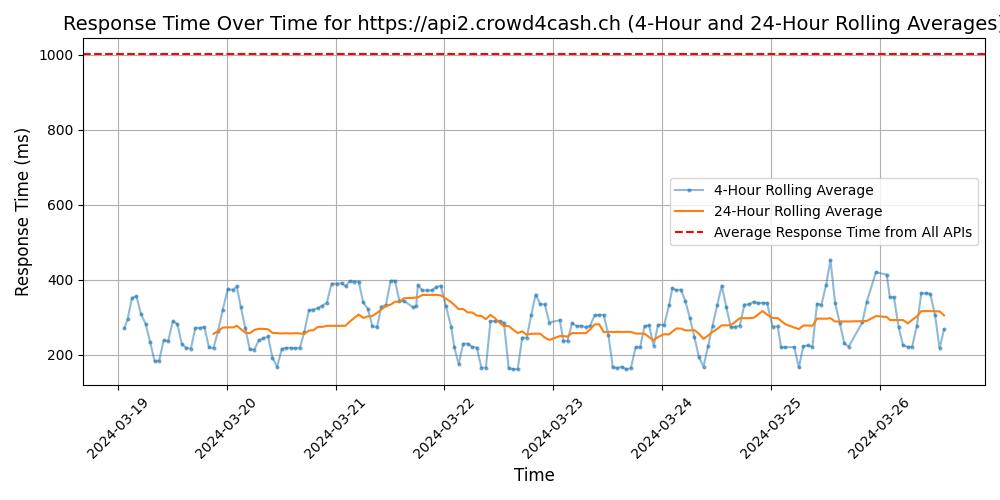 Response Time Over Time for https://api2.crowd4cash.ch (4-Hour and 24-Hour Rolling Averages)
Response Time (ms)
1000
800
600
400
200
4-Hour Rolling Average
24-Hour Rolling Average
Average Response Time from All APIs
2024-03-19
2024-03-20
2024-03-21
2024-03-22
2024-03-23
2024-03-24
2024-03-25
2024-03-26
Time